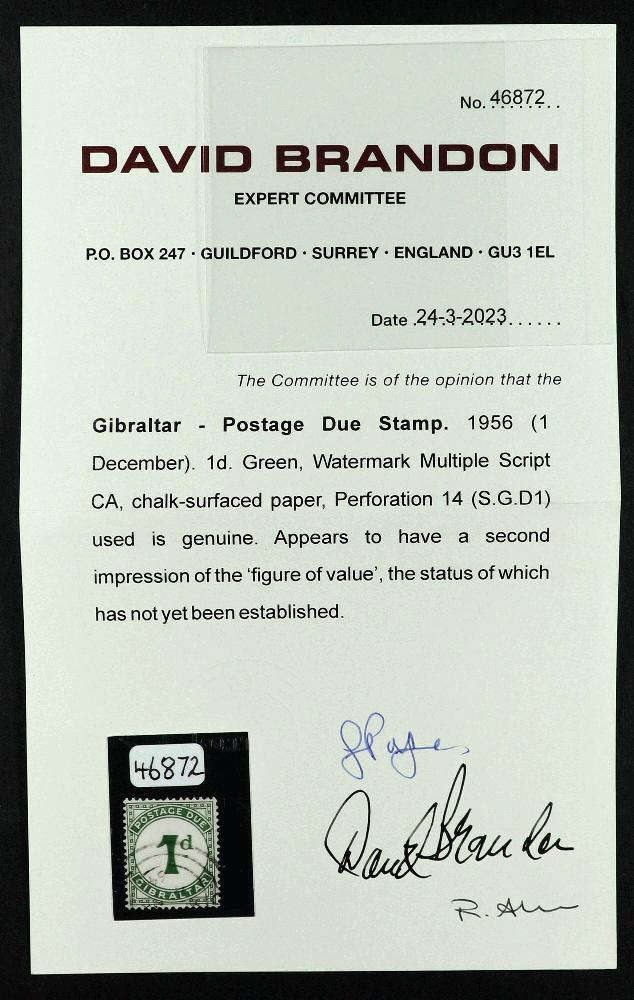 No. 46872
DAVID BRANDON
EXPERT COMMITTEE
P.O. BOX 247 · GUILDFORD · SURREY · ENGLAND · GU3 1EL
Date 24-3-2023
The Committee is of the opinion that the
Gibraltar - Postage Due Stamp. 1956 (1
December). 1d. Green, Watermark Multiple Script
CA, chalk-surfaced paper, Perforation 14 (S.G.D1)
used is genuine. Appears to have a second
impression of the 'figure of value', the status of which
has not yet been established.
46872
POSTAGE DUE
1d
GIBRALTAR
David Brandon